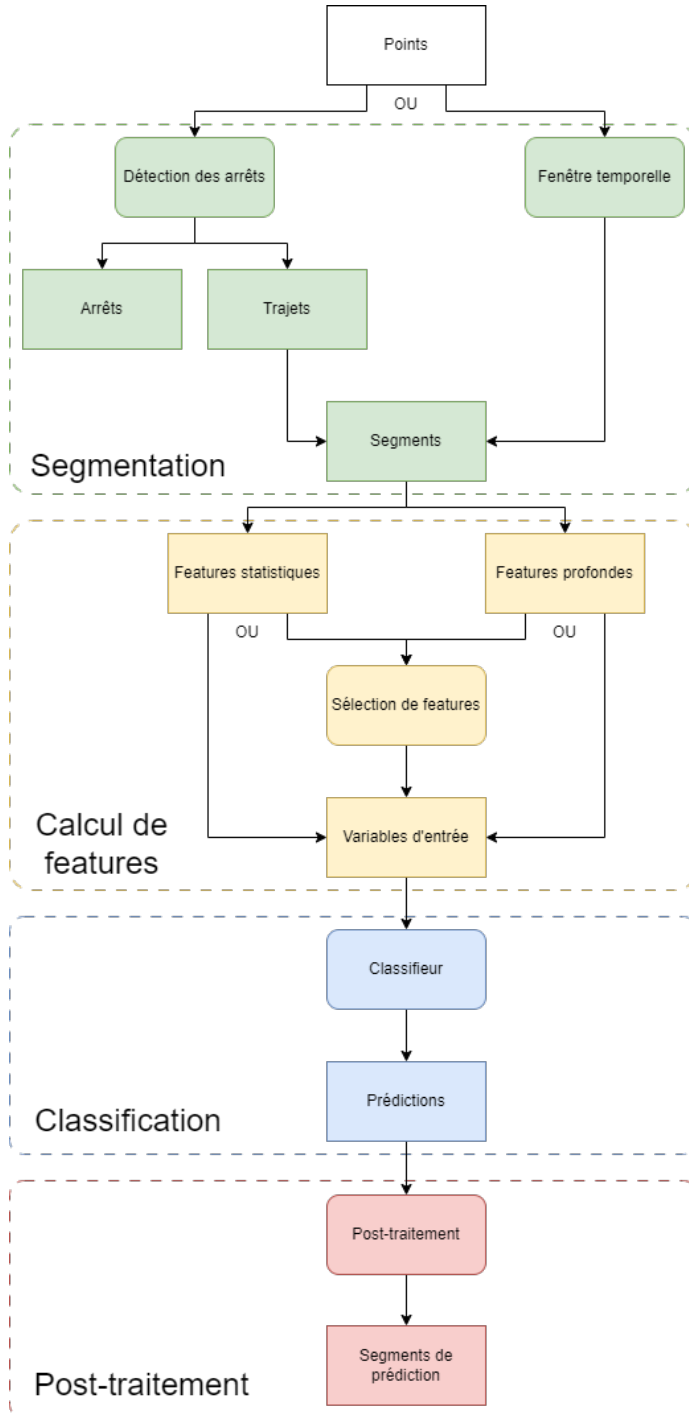 Points
OU
Détection des arrêts
Fenêtre temporelle
Arrêts
Trajets
Segments
Segmentation
Features statistiques
Features profondes
OU
OU
Sélection de features
Variables d'entrée
Calcul de
features
Classifieur
Prédictions
Classification
Post-traitement
Segments de
prédiction
Post-traitement